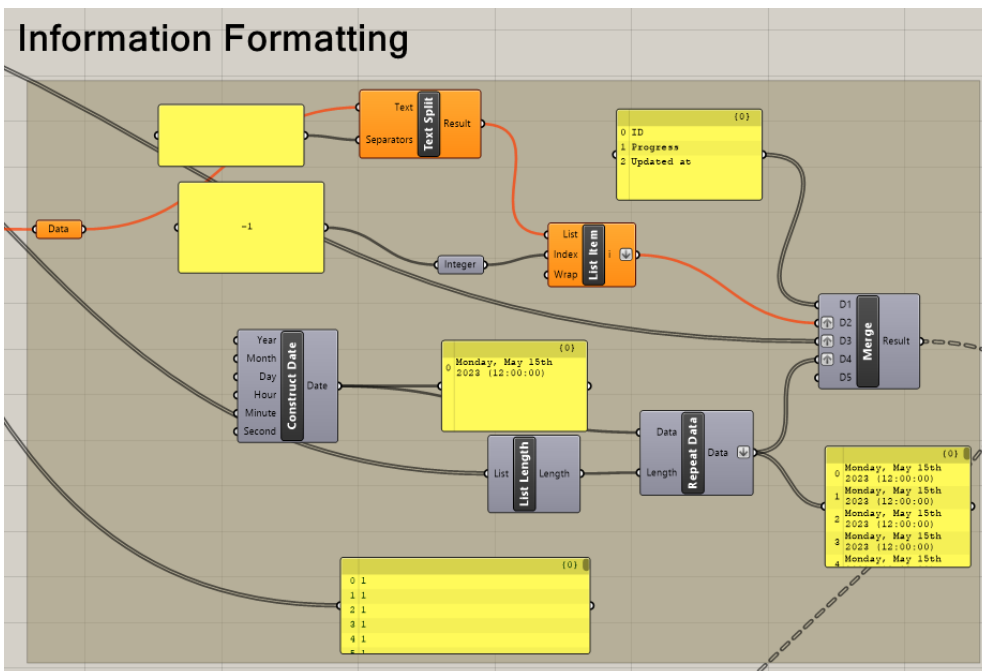 Information Formatting
Text
Separators
Text Split
Result
{0}
0 ID
1 Progress
2 Updated at
Data
-1
Integer
List
Index
Wrap
List Item
i
D1
D2
D3
D4
D5
Merge
Result
Year
Month
Day
Hour
Minute
Second
Construct Date
Date
{0}
0 Monday, May 15th
2023 (12:00:00)
Data
Length
Repeat Data
Data
List
List Length
Length
{0}
0 Monday, May 15th
2023 (12:00:00)
1 Monday, May 15th
2023 (12:00:00)
2 Monday, May 15th
2023 (12:00:00)
3 Monday, May 15th
2023 (12:00:00)
4 Monday, May 15th
{0}
0 1
1 1
2 1
3 1
4 1
5 1